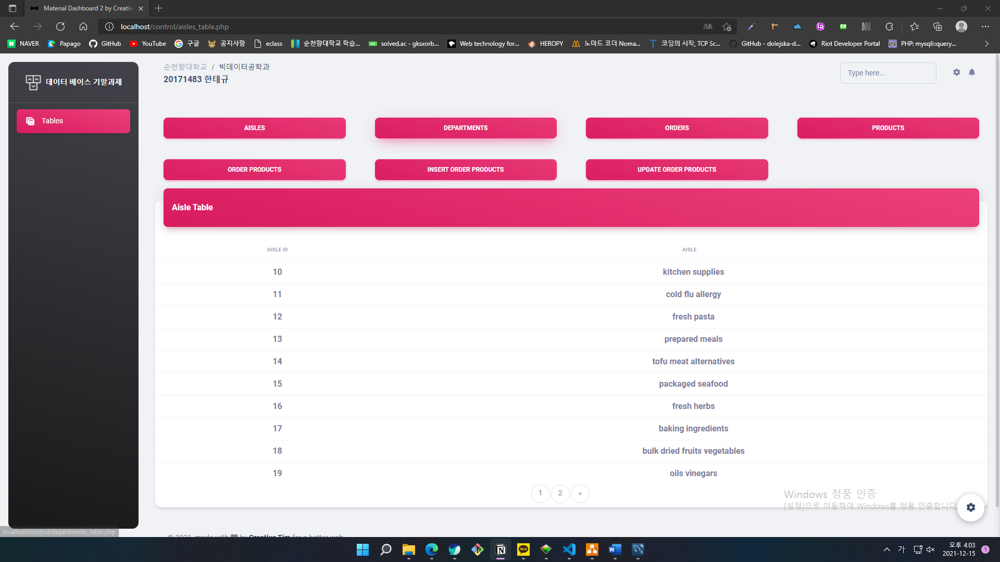 Material Dashboard 2 by Creative
localhost/control/aisles_table.php
NAVER
Papago
GitHub
YouTube
구글
공지사항
eclass
순천향대학교 학습...
solved.ac - gksxorb...
Web technology for...
HEROPY
노마드 코더 Noma...
코딩의 시작, TCP Sc...
GitHub - dolejska-d...
Riot Developer Portal
PHP: mysqli::query...
데이터 베이스 기말과제
Tables
순천향대학교 / 빅데이터공학과
20171483 한태규
Type here...
AISLES
DEPARTMENTS
ORDERS
PRODUCTS
ORDER PRODUCTS
INSERT ORDER PRODUCTS
UPDATE ORDER PRODUCTS
Aisle Table
AISLE ID AISLE
10 kitchen supplies
11 cold flu allergy
12 fresh pasta
13 prepared meals
14 tofu meat alternatives
15 packaged seafood
16 fresh herbs
17 baking ingredients
18 bulk dried fruits vegetables
19 oils vinegars
1 2 »
Windows 정품 인증
[설정]으로 이동하여 Windows를 정품 인증합니다.
localhost/control/departments_table.php
© 2021, made with by Creative Tim for a better web.
가
오후 4:03
2021-12-15
1